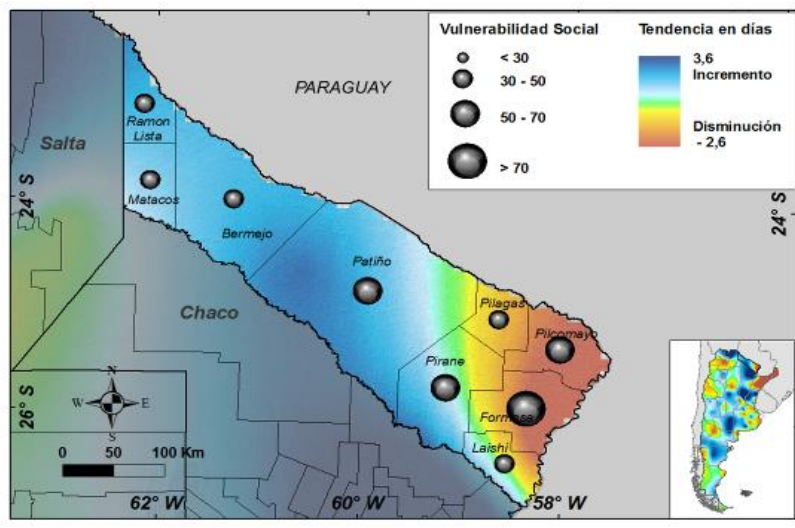 Vulnerabilidad Social
< 30
30 - 50
50 - 70
> 70
Tendencia en días
3,6
Incremento
Disminución
- 2,6
PARAGUAY
Salta
Ramon
Lista
Matacos
Bermejo
Patiño
Chaco
Pilagas
Pilcomayo
Pirane
Formosa
Laishi
24° S
24° S
26° S
N
W E
S
0 50 100 Km
62° W 60° W 58° W